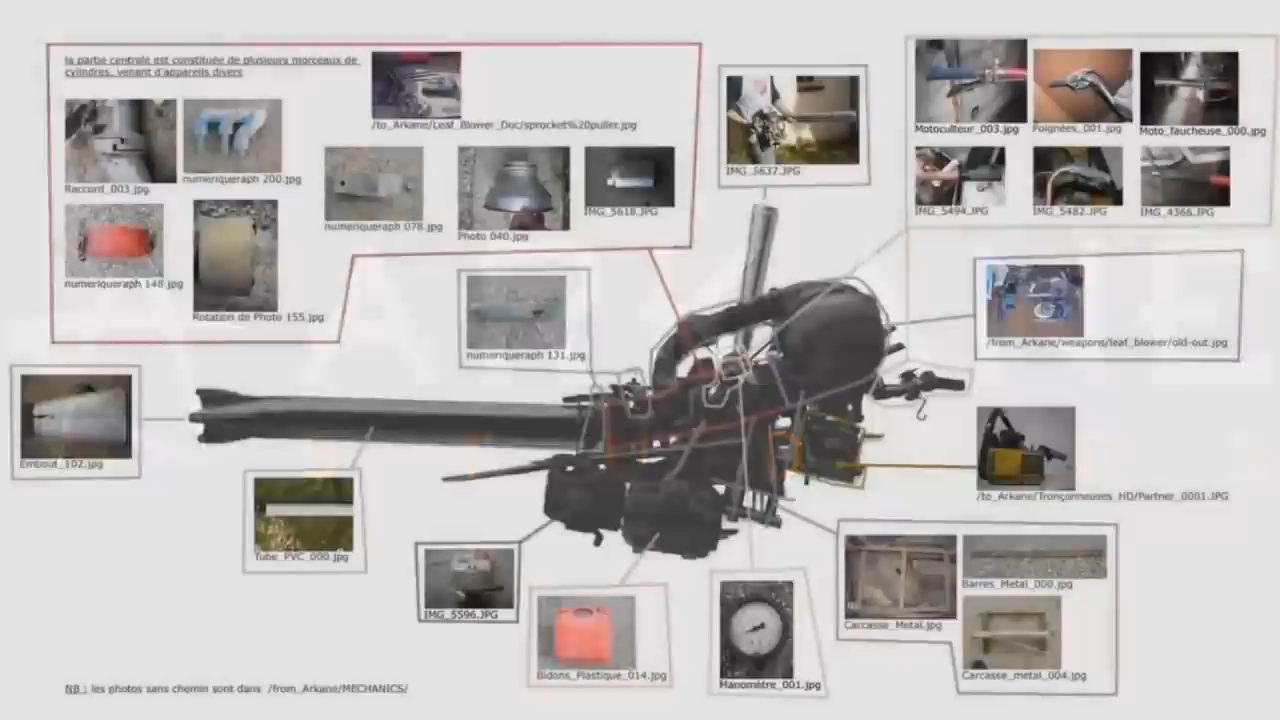 la partie centrale est constituée de plusieurs morceaux de
cylindres, venant d'appareils divers
/to_Arkane/Leaf_Blower_Doc/sprocket%20puller.jpg
Raccord_003.jpg
numeriqueraph 200.jpg
numeriqueraph 078.jpg
Photo 040.jpg
IMG_5618.JPG
numeriqueraph 148.jpg
Rotation de Photo 155.jpg
IMG_5637.JPG
Motoculteur_003.jpg
Poignées_001.jpg
Moto_faucheuse_000.jpg
IMG_5494.JPG
IMG_5482.JPG
IMG_4366.JPG
numeriqueraph 131.jpg
/from_Arkane/weapons/leaf_blower/old-out.jpg
Embout_102.jpg
/to_Arkane/Tronçonneuses_HD/Partner_0001.JPG
Tube_PVC_000.jpg
IMG_5596.JPG
Bidons_Plastique_014.jpg
Manomètre_001.jpg
Carcasse_Metal.jpg
Barres_Metal_000.jpg
Carcasse_metal_004.jpg
NB : les photos sans chemin sont dans /from_Arkane/MECHANICS/